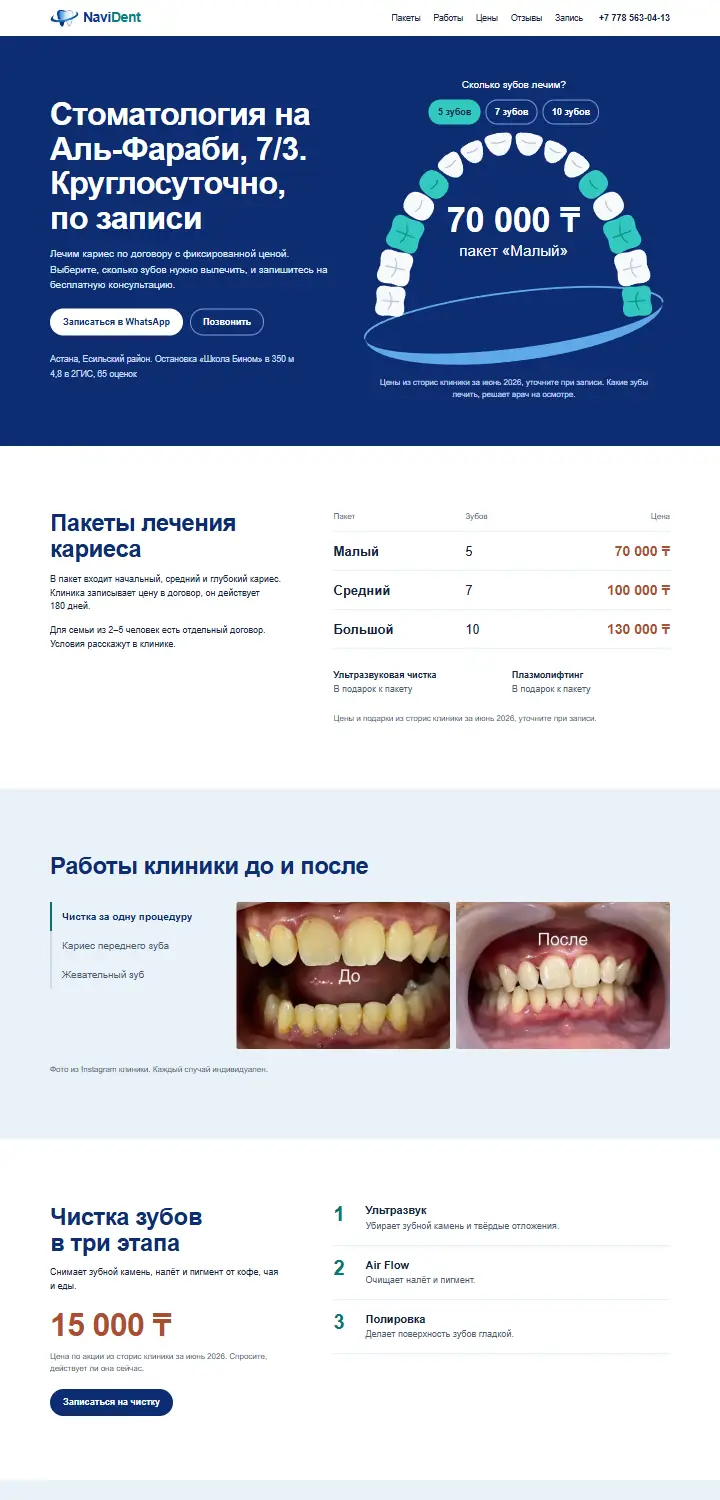 NaviDent
Пакеты Работы Цены Отзывы Запись +7 778 563-04-13
Стоматология на
Аль-Фараби, 7/3.
Круглосуточно,
по записи
Лечим кариес по договору с фиксированной ценой.
Выберите, сколько зубов нужно вылечить, и запишитесь на
бесплатную консультацию.
Записаться в WhatsApp Позвонить
Астана, Есильский район. Остановка «Школа Бином» в 350 м
4,8 в 2ГИС, 65 оценок
Сколько зубов лечим?
5 зубов 7 зубов 10 зубов
70 000 ₸
пакет «Малый»
Цены из сторис клиники за июнь 2026, уточните при записи. Какие зубы
лечить, решает врач на осмотре.
Пакеты лечения
кариеса
В пакет входит начальный, средний и глубокий кариес.
Клиника записывает цену в договор, он действует
180 дней.
Для семьи из 2–5 человек есть отдельный договор.
Условия расскажут в клинике.
Пакет Зубов Цена
Малый 5 70 000 ₸
Средний 7 100 000 ₸
Большой 10 130 000 ₸
Ультразвуковая чистка Плазмолифтинг
В подарок к пакету В подарок к пакету
Цены и подарки из сторис клиники за июнь 2026, уточните при записи.
Работы клиники до и после
Чистка за одну процедуру
Кариес переднего зуба
Жевательный зуб
До
После
Фото из Instagram клиники. Каждый случай индивидуален.
Чистка зубов
в три этапа
Снимает зубной камень, налёт и пигмент от кофе, чая
и еды.
15 000 ₸
Цена по акции из сторис клиники за июнь 2026. Спросите,
действует ли она сейчас.
Записаться на чистку
1 Ультразвук
Убирает зубной камень и твёрдые отложения.
2 Air Flow
Очищает налёт и пигмент.
3 Полировка
Делает поверхность зубов гладкой.